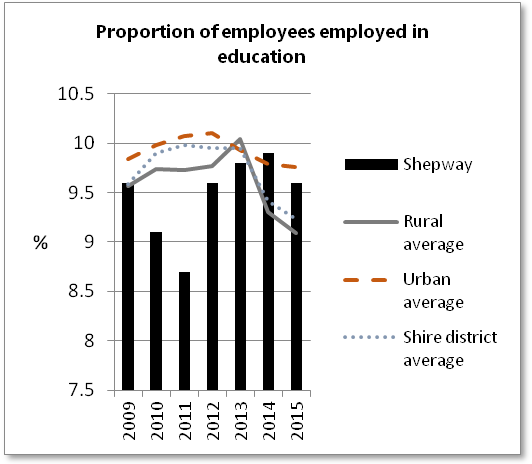 Proportion of employees employed in
education
10.5
10
9.5
9
8.5
8
7.5
%
2009
2010
2011
2012
2013
2014
2015
Shepway
Rural
average
Urban
average
Shire district
average